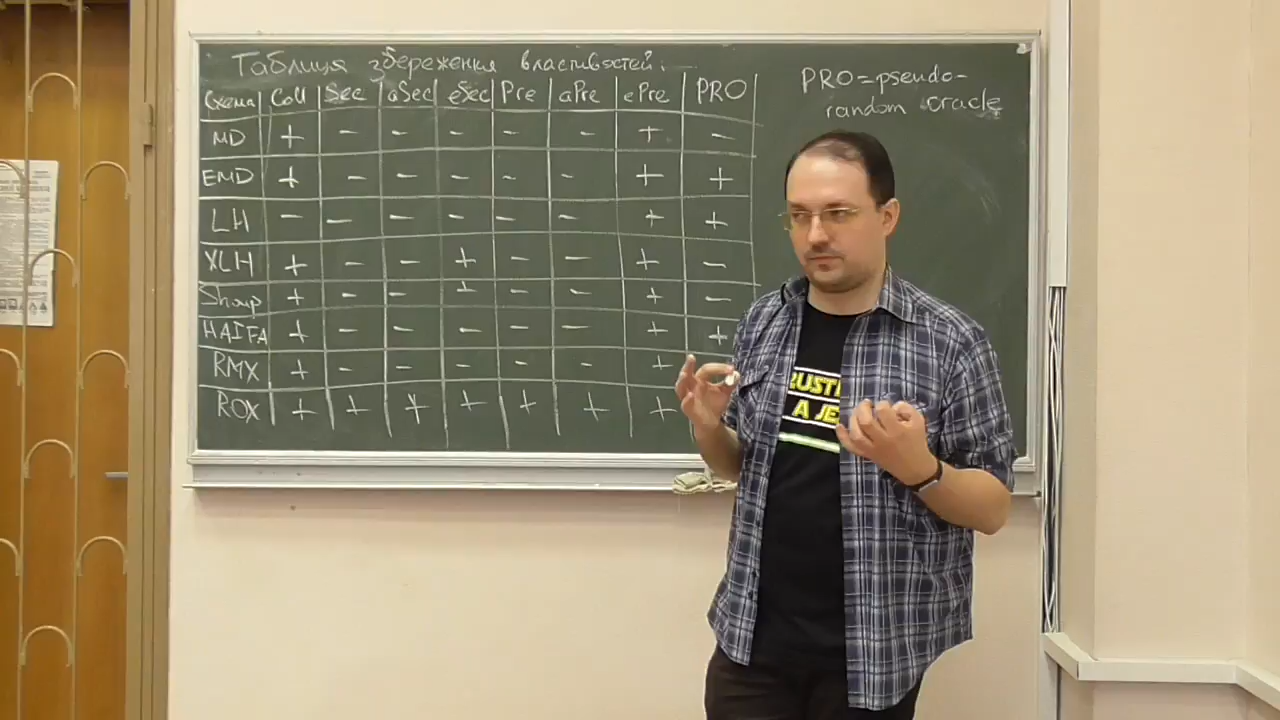 Таблиця збереження властивостей:
PRO = pseudo-
random oracle
Схема Coll Sec aSec eSec Pre aPre ePre PRO
MD + - - - - - + -
EMD + - - - - - + +
LH - - - - - - + +
XLH + - - + - - + -
Shoup + - - + - - + -
HAIFA + - - - - - + +
RMX + - - - - - +
ROX + + + + + + +
A JE